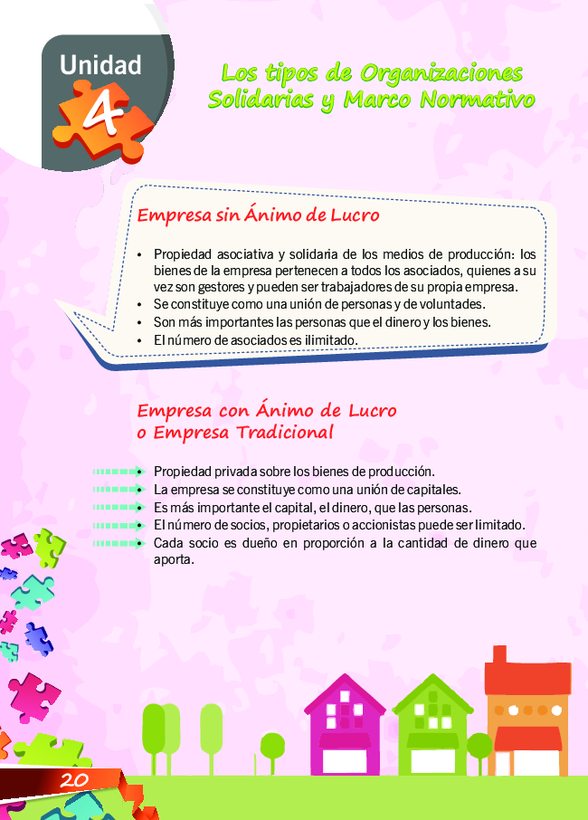 Unidad
4
Los tipos de Organizaciones
Solidarias y Marco Normativo
Empresa sin Ánimo de Lucro
• Propiedad asociativa y solidaria de los medios de producción: los
bienes de la empresa pertenecen a todos los asociados, quienes a su
vez son gestores y pueden ser trabajadores de su propia empresa.
• Se constituye como una unión de personas y de voluntades.
• Son más importantes las personas que el dinero y los bienes.
• El número de asociados es ilimitado.
Empresa con Ánimo de Lucro
o Empresa Tradicional
• Propiedad privada sobre los bienes de producción.
• La empresa se constituye como una unión de capitales.
• Es más importante el capital, el dinero, que las personas.
• El número de socios, propietarios o accionistas puede ser limitado.
• Cada socio es dueño en proporción a la cantidad de dinero que
aporta.
20